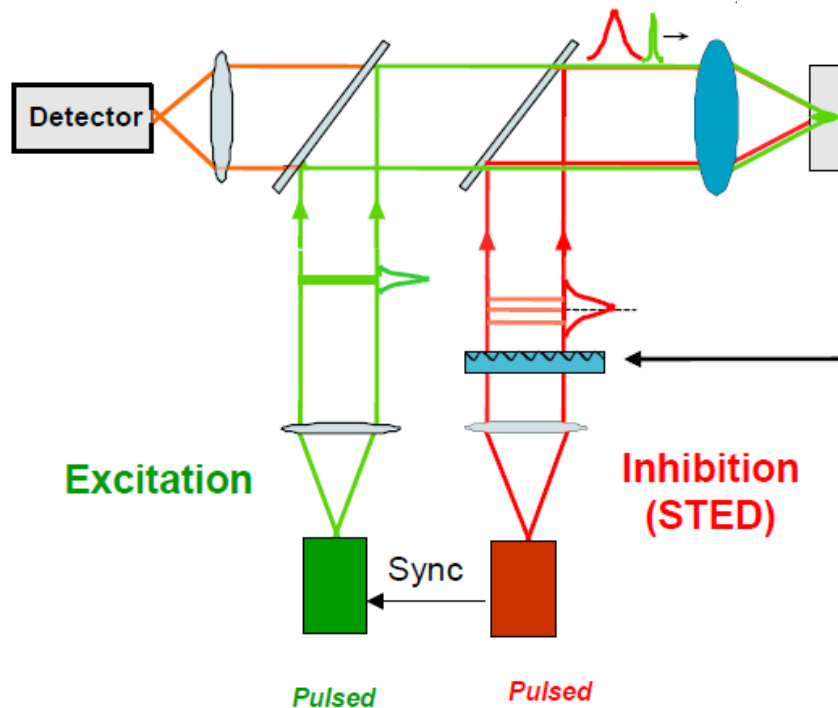 Detector
Excitation
Inhibition
(STED)
Sync
Pulsed
Pulsed